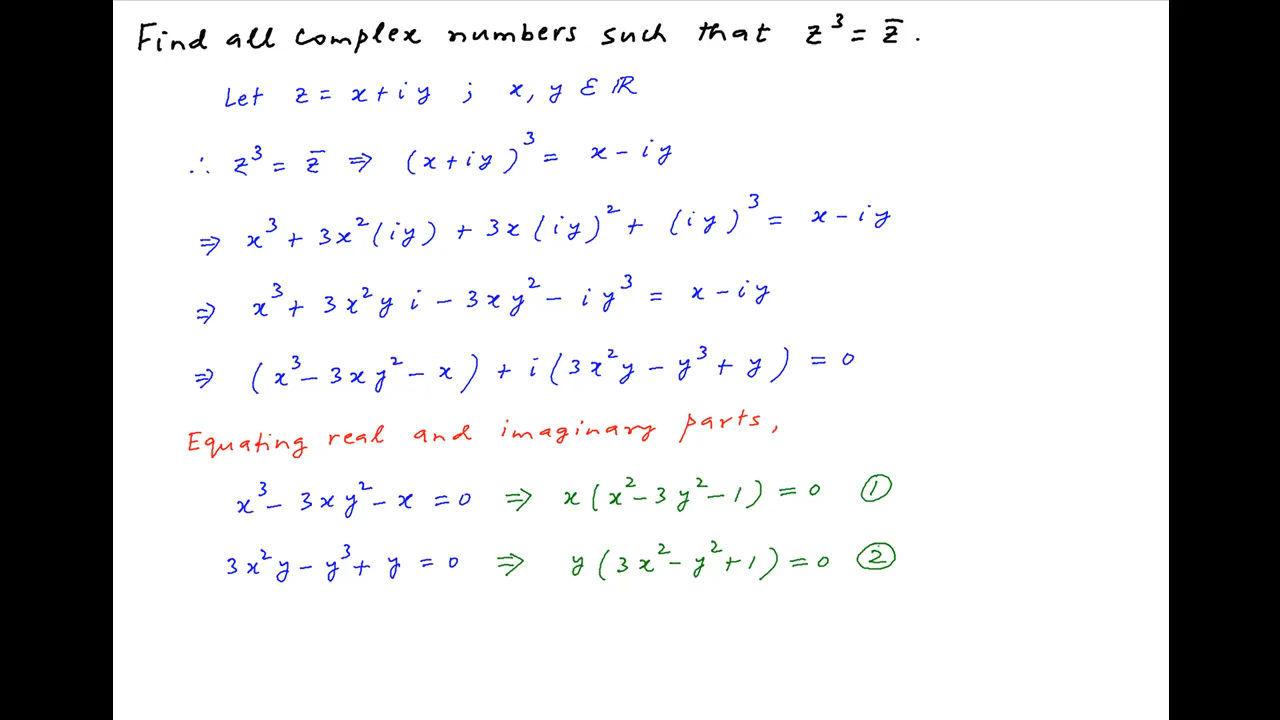 Find all complex numbers such that z³ = z̄ .
Let z = x + i y ; x, y ∈ ℝ
∴ z³ = z̄ ⇒ (x + iy)³ = x - iy
⇒ x³ + 3x²(iy) + 3x(iy)² + (iy)³ = x - iy
⇒ x³ + 3x²y i - 3xy² - iy³ = x - iy
⇒ (x³ - 3xy² - x) + i(3x²y - y³ + y) = 0
Equating real and imaginary parts,
x³ - 3xy² - x = 0 ⇒ x(x² - 3y² - 1) = 0 ①
3x²y - y³ + y = 0 ⇒ y(3x² - y² + 1) = 0 ②